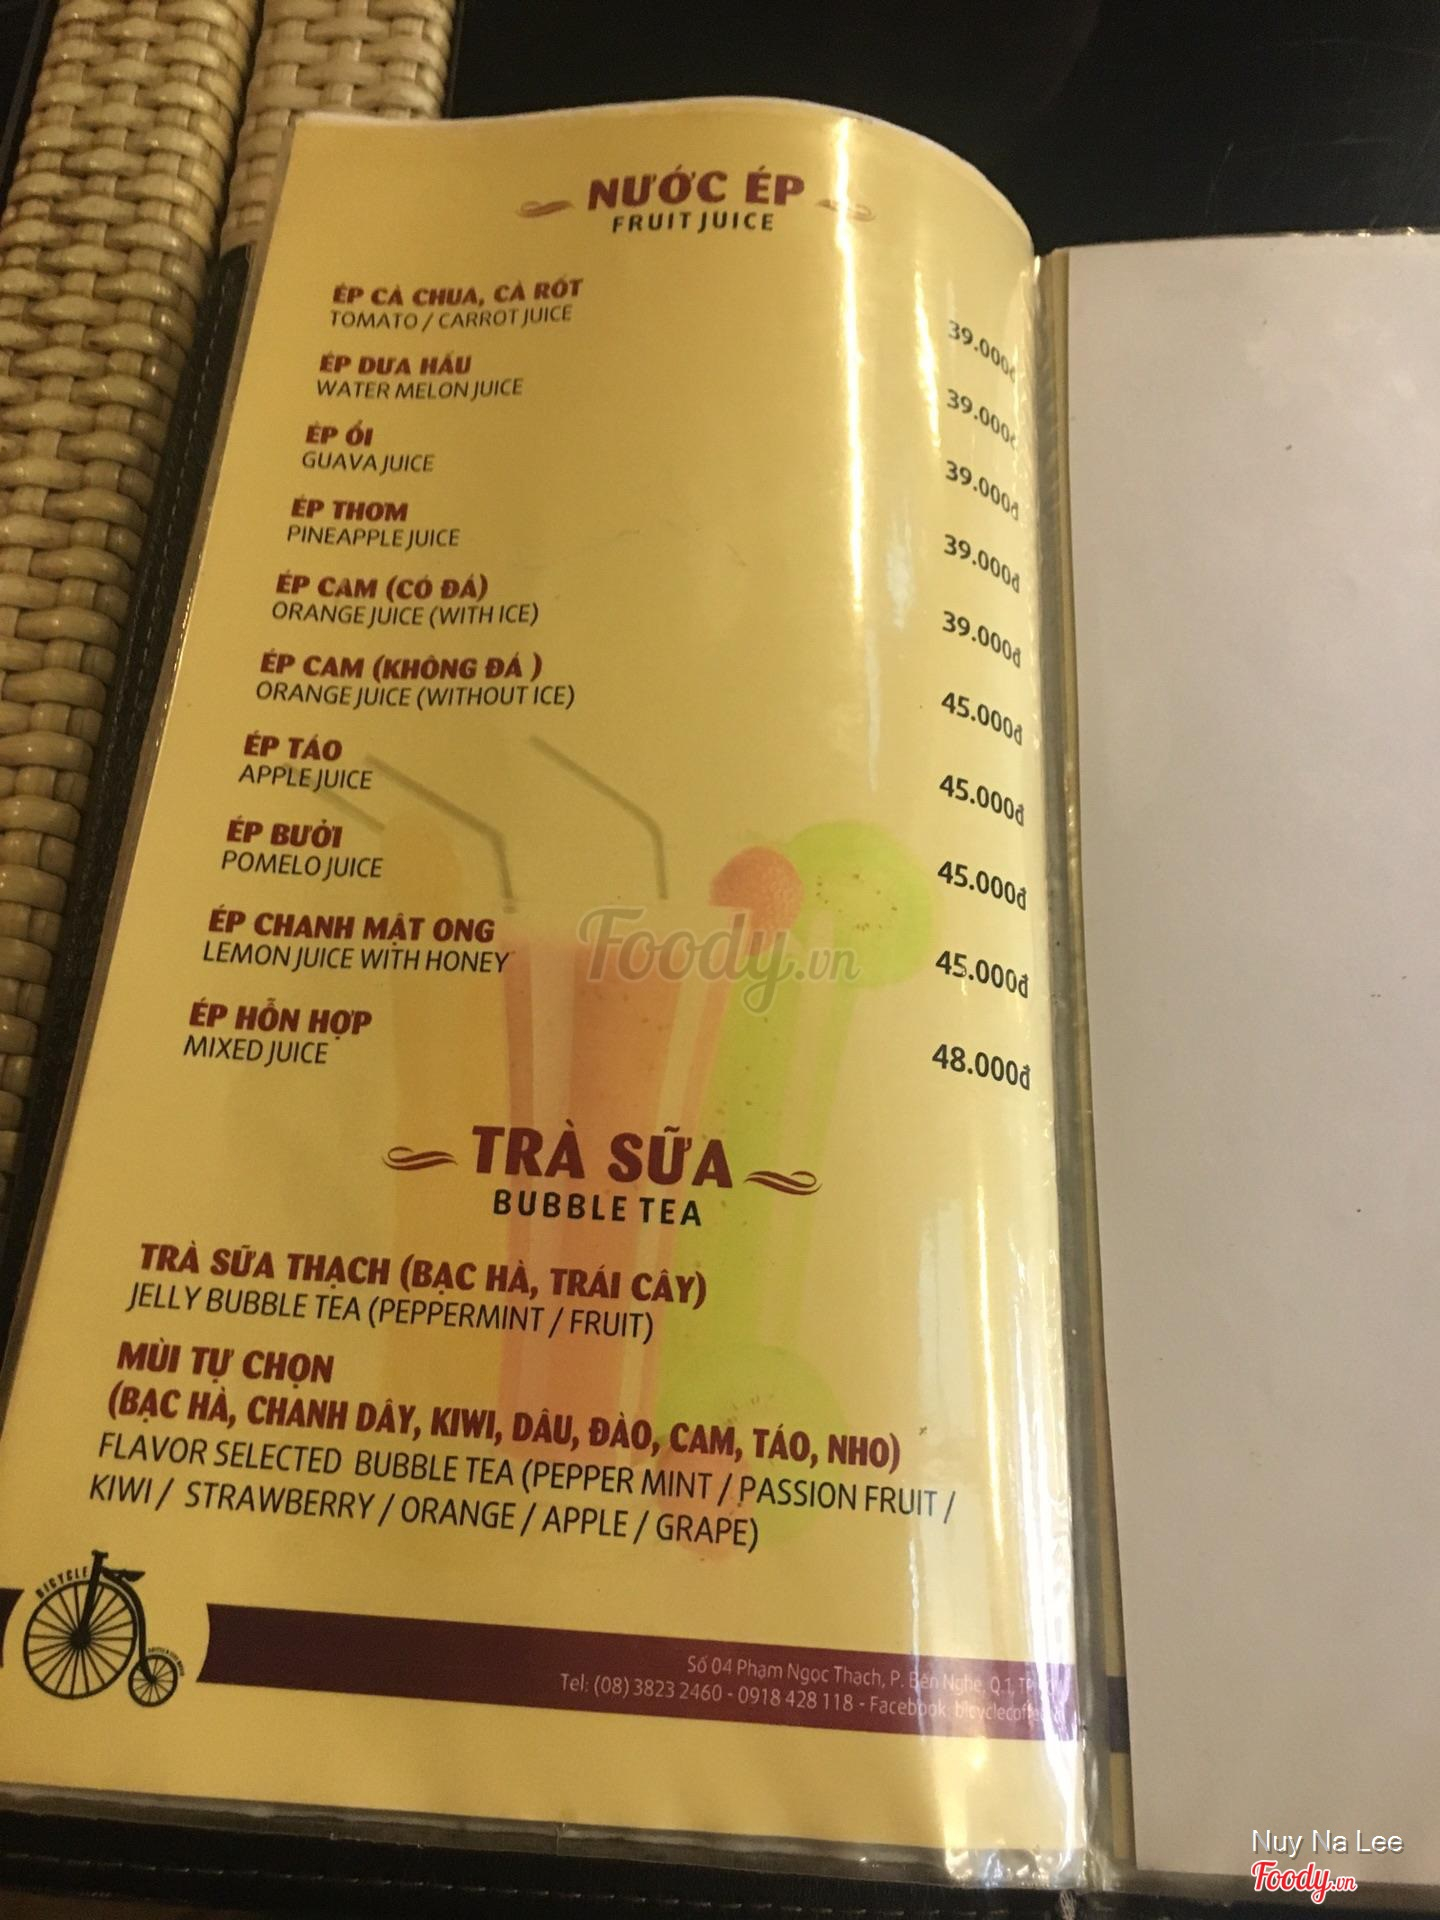 NƯỚC ÉP
FRUIT JUICE
ÉP CÀ CHUA, CÀ RỐT
TOMATO / CARROT JUICE
39.000đ
ÉP DƯA HẤU
WATER MELON JUICE
39.000đ
ÉP ỔI
GUAVA JUICE
39.000đ
ÉP THƠM
PINEAPPLE JUICE
39.000đ
ÉP CAM (CÓ ĐÁ)
ORANGE JUICE (WITH ICE)
39.000đ
ÉP CAM (KHÔNG ĐÁ )
ORANGE JUICE (WITHOUT ICE)
45.000đ
ÉP TÁO
APPLE JUICE
45.000đ
ÉP BƯỞI
POMELO JUICE
45.000đ
ÉP CHANH MẬT ONG
LEMON JUICE WITH HONEY
45.000đ
ÉP HỖN HỢP
MIXED JUICE
48.000đ
Foody.vn
TRÀ SỮA
BUBBLE TEA
TRÀ SỮA THẠCH (BẠC HÀ, TRÁI CÂY)
JELLY BUBBLE TEA (PEPPERMINT / FRUIT)
MÙI TỰ CHỌN
(BẠC HÀ, CHANH DÂY, KIWI, DÂU, ĐÀO, CAM, TÁO, NHO)
FLAVOR SELECTED BUBBLE TEA (PEPPER MINT / PASSION FRUIT /
KIWI / STRAWBERRY / ORANGE / APPLE / GRAPE)
BICYCLE
Số 04 Phạm Ngọc Thạch, P. Bến Nghé, Q.1,
Tel: (08) 3823 2460 - 0918 428 118 - Facebook:
Nuy Na Lee
Foody.vn